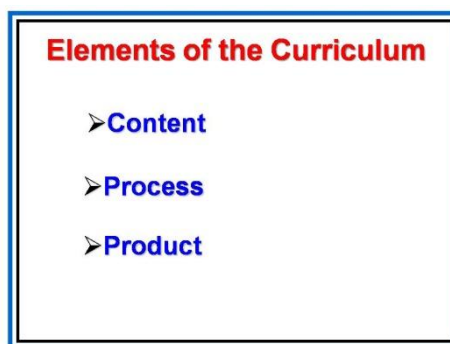 Elements of the Curriculum
➢Content
➢Process
➢Product